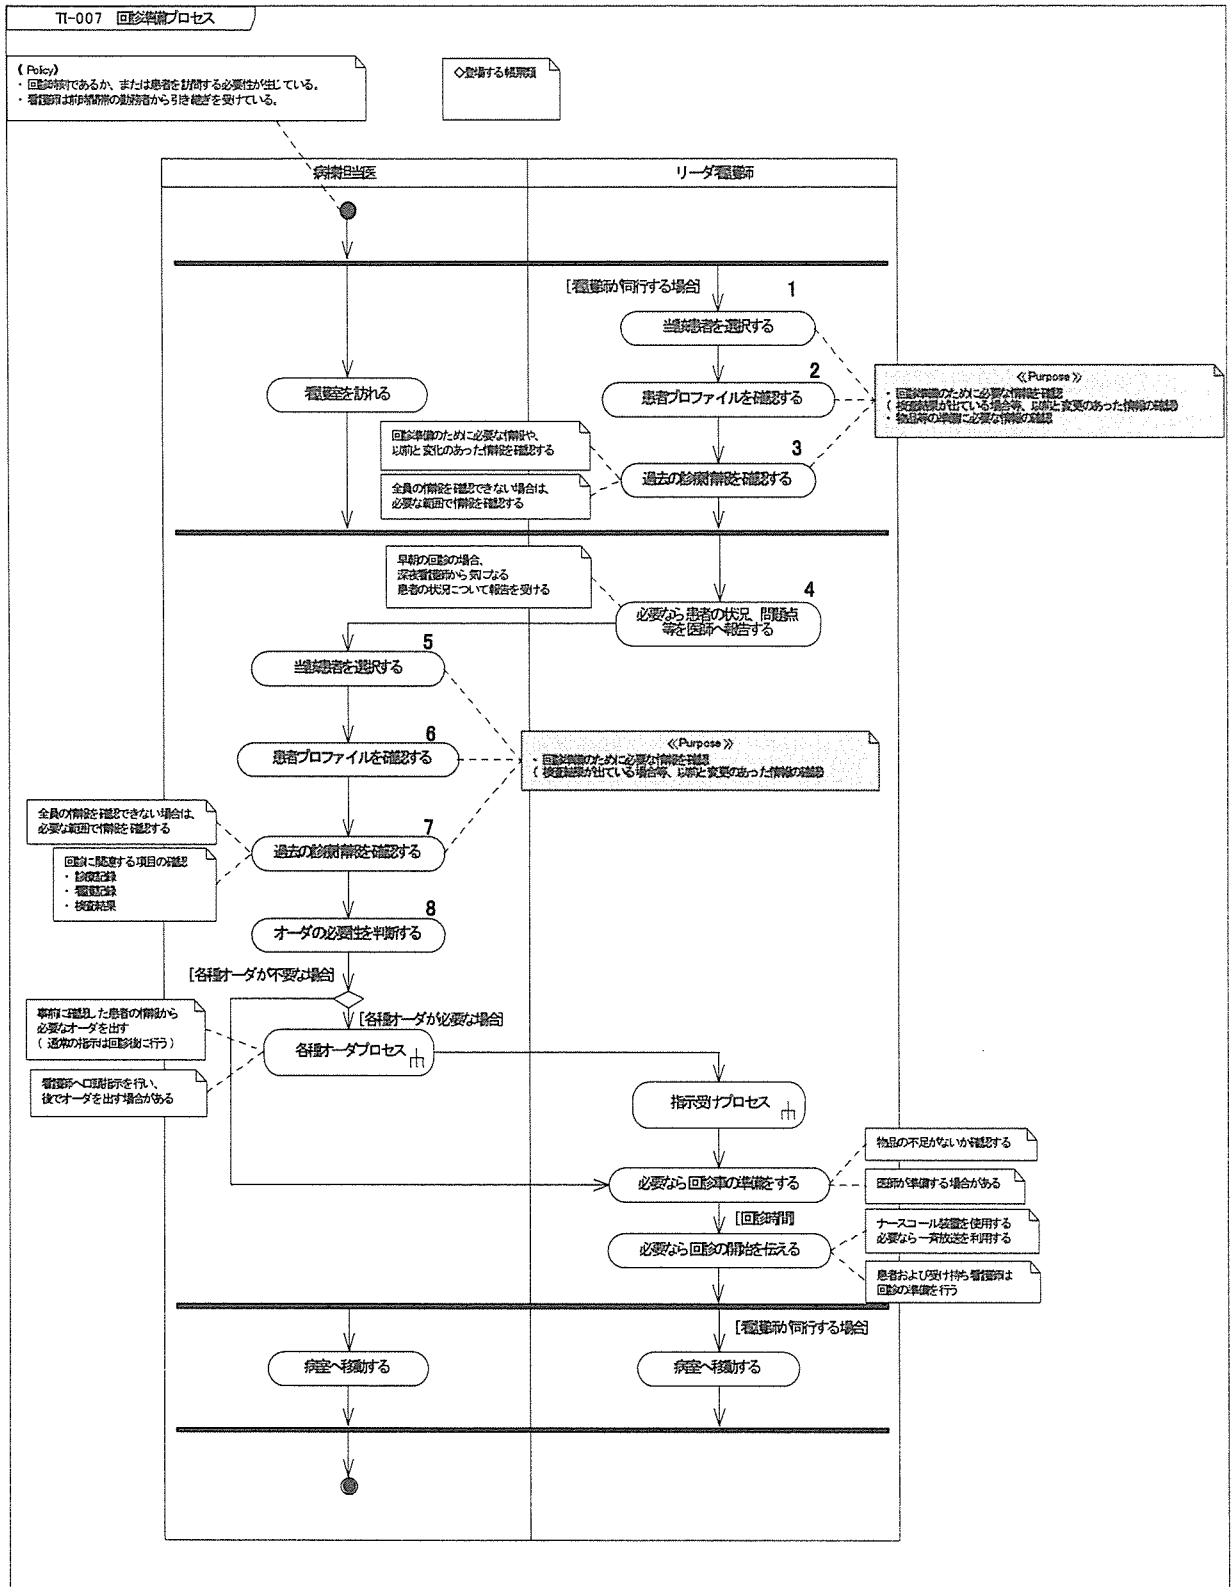 TI-007 回診準備プロセス
( Policy)
・ 回診時刻であるか、または患者を訪問する必要性が生じている。
・ 看護師は前時間帯の勤務者から引き継ぎを受けている。
◇登場する帳票類
病棟担当医
リーダ看護師
[看護師が同行する場合]
1
当該患者を選択する
2
看護室を訪れる
患者プロファイルを確認する
≪Purpose≫
・ 回診準備のために必要な情報を確認
( 検査結果が出ている場合等、以前と変更のあった情報の確認)
・ 物品等の準備に必要な情報の確認
回診準備のために必要な情報や、
以前と変化のあった情報を確認する
3
過去の診療情報を確認する
全員の情報を確認できない場合は、
必要な範囲で情報を確認する
早朝の回診の場合、
深夜看護師から気になる
患者の状況について報告を受ける
4
必要なら患者の状況、問題点
等を医師へ報告する
5
当該患者を選択する
6
患者プロファイルを確認する
≪Purpose≫
・ 回診準備のために必要な情報を確認
( 検査結果が出ている場合等、以前と変更のあった情報の確認)
全員の情報を確認できない場合は、
必要な範囲で情報を確認する
7
過去の診療情報を確認する
回診に関連する項目の確認
・ 診療記録
・ 看護記録
・ 検査結果
8
オーダの必要性を判断する
[各種オーダが不要な場合]
[各種オーダが必要な場合]
事前に確認した患者の情報から
必要なオーダを出す
( 通常の指示は回診後に行う)
各種オーダプロセス
看護師へ口頭指示を行い、
後でオーダを出す場合がある
指示受けプロセス
物品の不足がないか確認する
必要なら回診車の準備をする
医師が準備する場合がある
[回診時間]
ナースコール装置を使用する
必要なら一斉放送を利用する
必要なら回診の開始を伝える
患者および受け持ち看護師は
回診の準備を行う
[看護師が同行する場合]
病室へ移動する
病室へ移動する